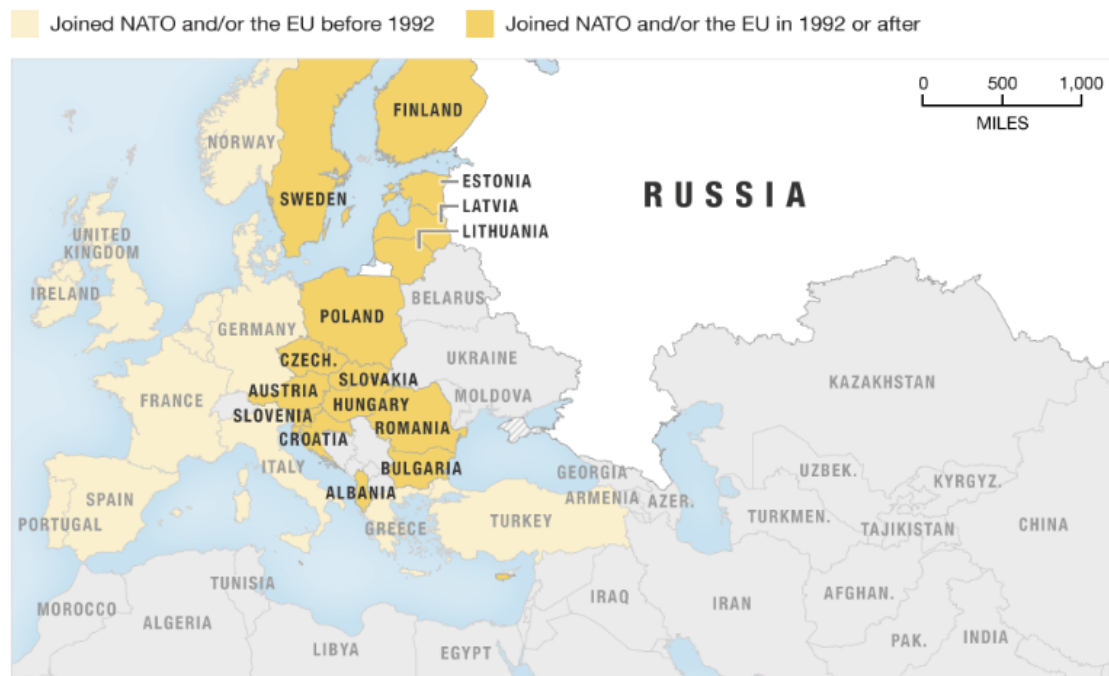 Joined NATO and/or the EU before 1992
Joined NATO and/or the EU in 1992 or after
0 500 1,000
MILES
FINLAND
NORWAY
SWEDEN
ESTONIA
LATVIA
LITHUANIA
RUSSIA
UNITED
KINGDOM
IRELAND
BELARUS
POLAND
GERMANY
UKRAINE
CZECH.
SLOVAKIA
KAZAKHSTAN
AUSTRIA
MOLDOVA
FRANCE
HUNGARY
SLOVENIA
ROMANIA
CROATIA
ITALY
BULGARIA
GEORGIA
UZBEK.
KYRGYZ.
ALBANIA
ARMENIA
AZER.
SPAIN
PORTUGAL
GREECE
TURKEY
TURKMEN.
TAJIKISTAN
CHINA
TUNISIA
MOROCCO
ALGERIA
IRAQ
IRAN
AFGHAN.
LIBYA
EGYPT
PAK.
INDIA